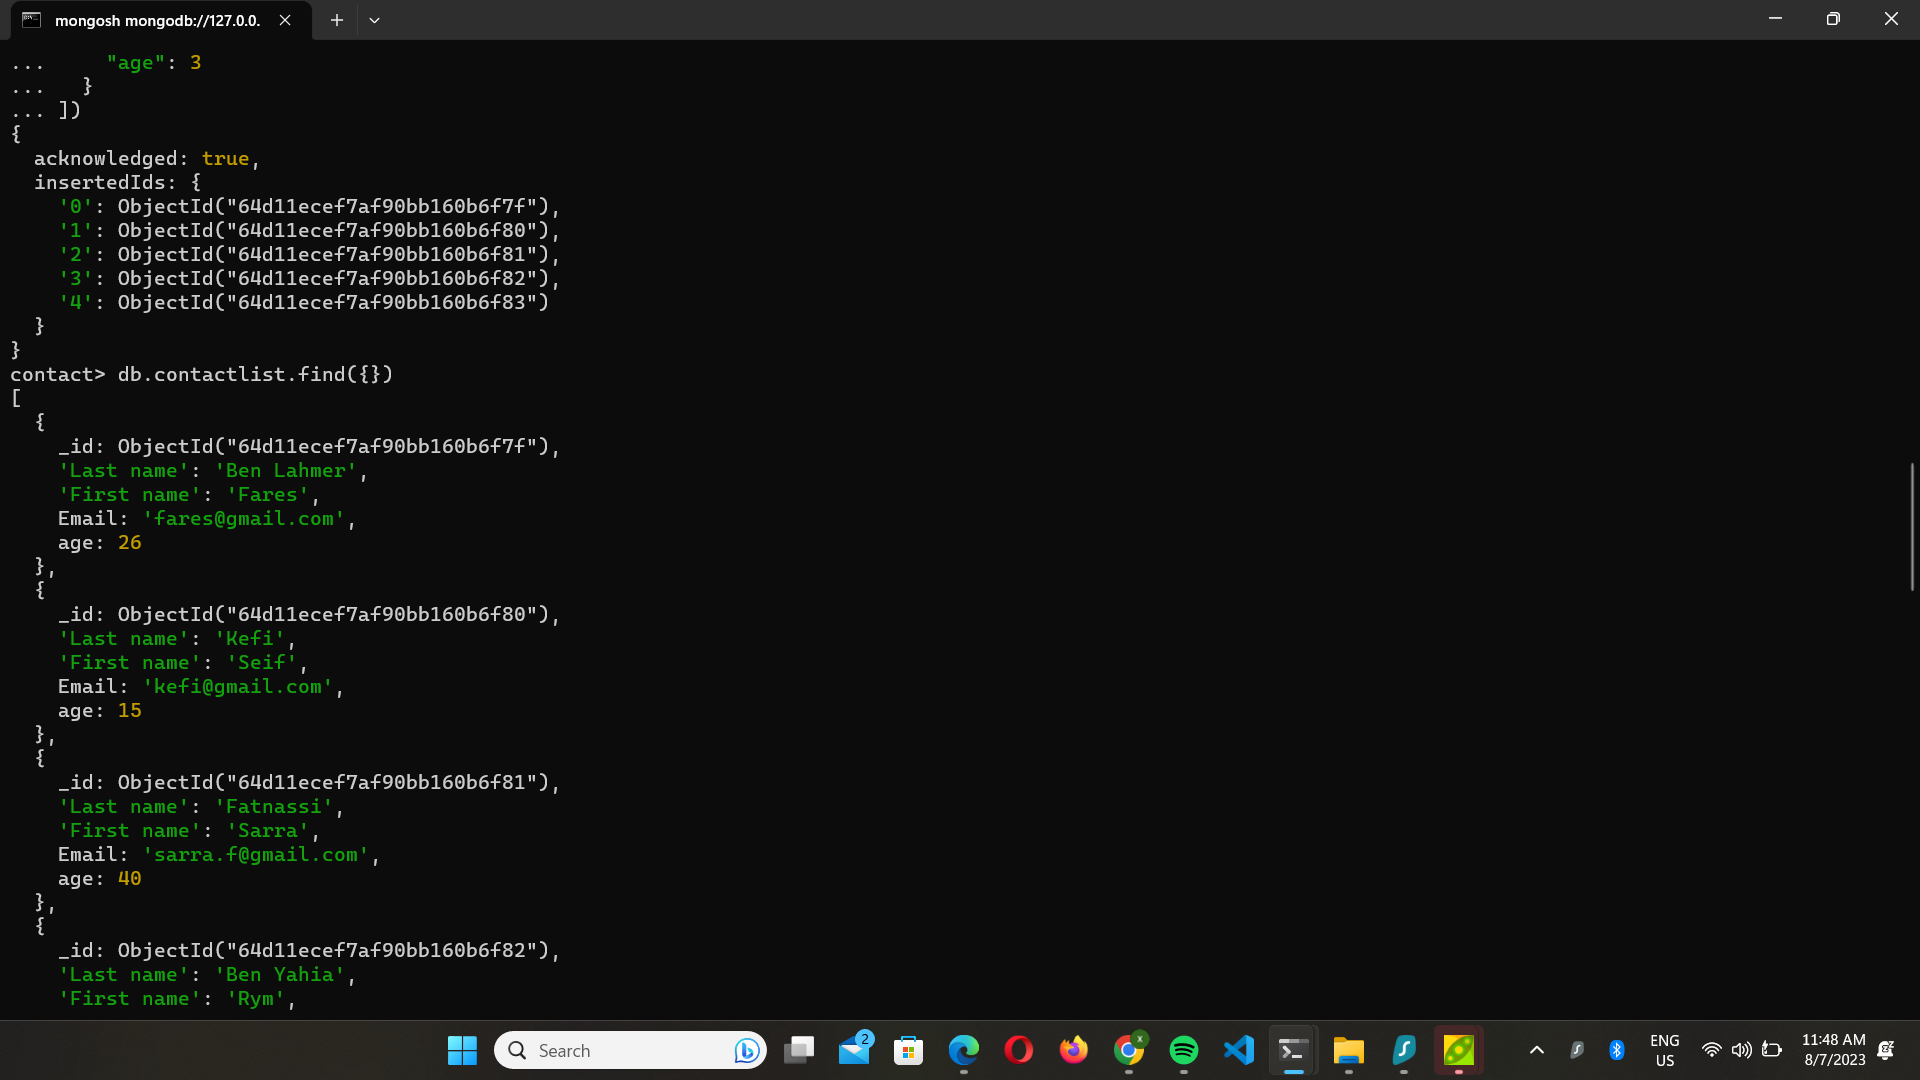 mongosh mongodb://127.0.0.
...     "age": 3
...   }
... ])
{
  acknowledged: true,
  insertedIds: {
    '0': ObjectId("64d11ecef7af90bb160b6f7f"),
    '1': ObjectId("64d11ecef7af90bb160b6f80"),
    '2': ObjectId("64d11ecef7af90bb160b6f81"),
    '3': ObjectId("64d11ecef7af90bb160b6f82"),
    '4': ObjectId("64d11ecef7af90bb160b6f83")
  }
}
contact> db.contactlist.find({})
[
  {
    _id: ObjectId("64d11ecef7af90bb160b6f7f"),
    'Last name': 'Ben Lahmer',
    'First name': 'Fares',
    Email: 'fares@gmail.com',
    age: 26
  },
  {
    _id: ObjectId("64d11ecef7af90bb160b6f80"),
    'Last name': 'Kefi',
    'First name': 'Seif',
    Email: 'kefi@gmail.com',
    age: 15
  },
  {
    _id: ObjectId("64d11ecef7af90bb160b6f81"),
    'Last name': 'Fatnassi',
    'First name': 'Sarra',
    Email: 'sarra.f@gmail.com',
    age: 40
  },
  {
    _id: ObjectId("64d11ecef7af90bb160b6f82"),
    'Last name': 'Ben Yahia',
    'First name': 'Rym',
Search
2
ENG
US
11:48 AM
8/7/2023